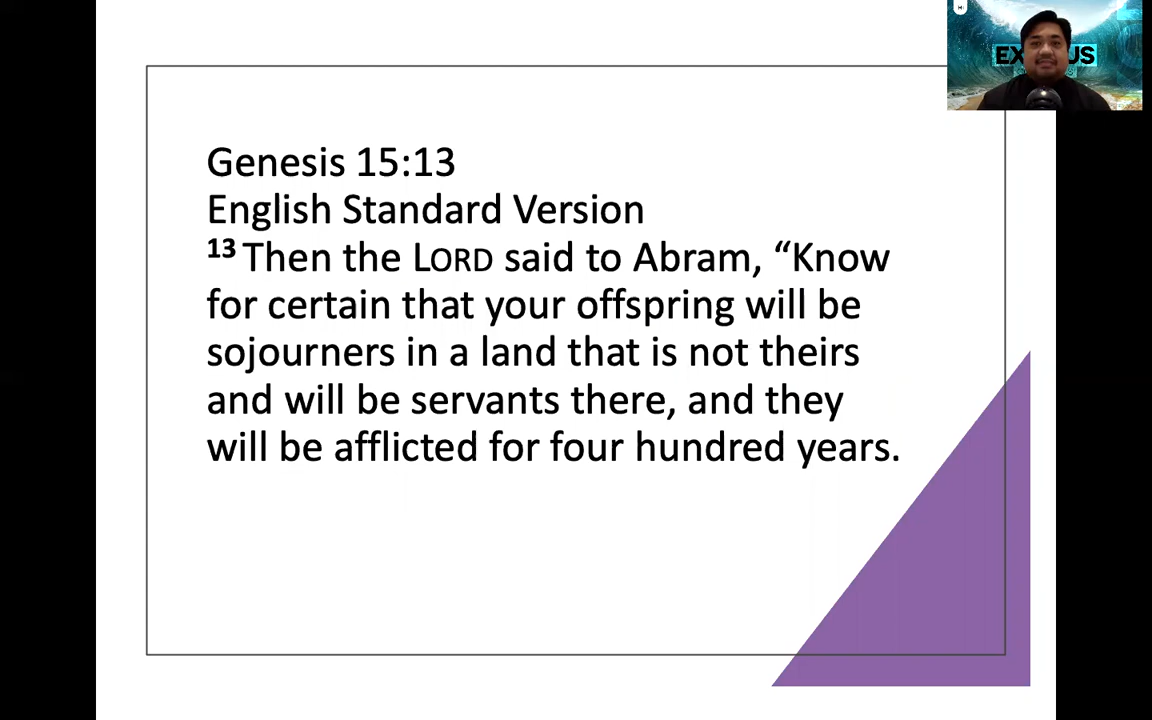 Genesis 15:13
English Standard Version
13 Then the LORD said to Abram, “Know
for certain that your offspring will be
sojourners in a land that is not theirs
and will be servants there, and they
will be afflicted for four hundred years.